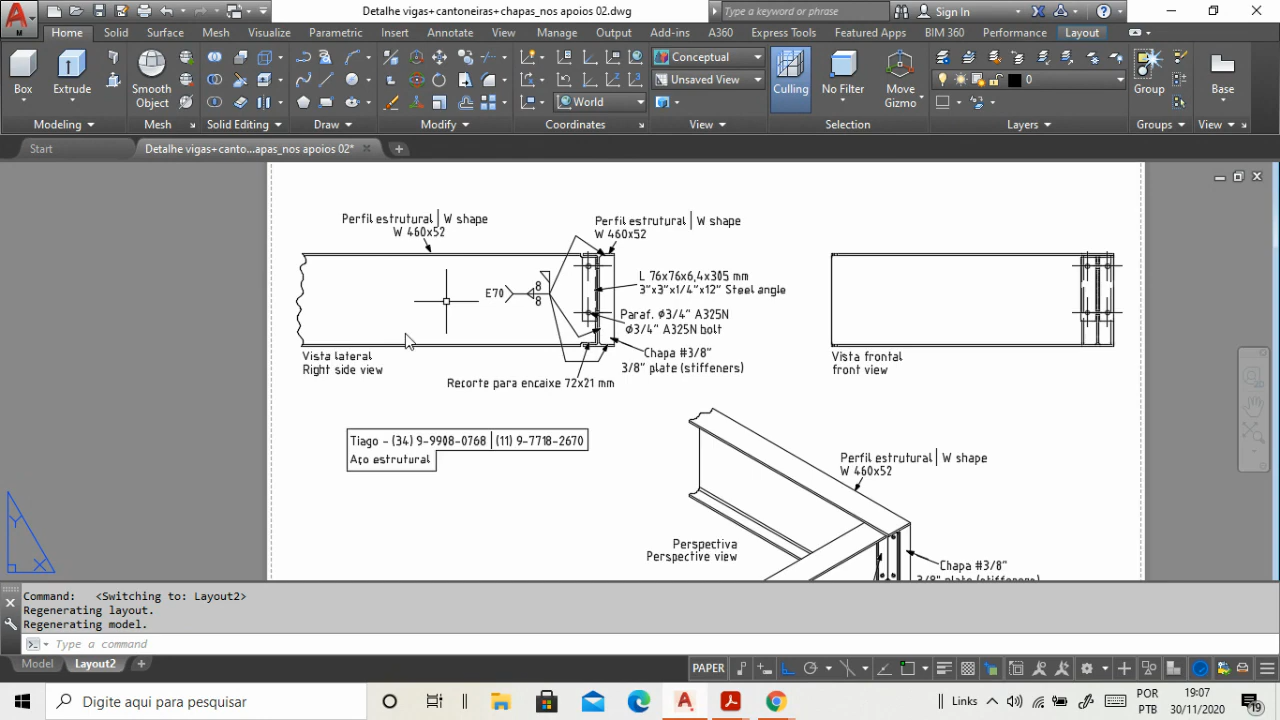 Detalhe vigas+cantoneiras+chapas_nos apoios 02.dwg
Type a keyword or phrase
Sign In
Home Solid Surface Mesh Visualize Parametric Insert Annotate View Manage Output Add-ins A360 Express Tools Featured Apps BIM 360 Performance Layout
Box
Extrude
Smooth
Object
Conceptual
Unsaved View
World
Culling
No Filter
Move
Gizmo
0
Group
Base
Modeling Mesh Solid Editing Draw Modify Coordinates View Selection Layers Groups View
Start
Detalhe vigas+canto...apas_nos apoios 02*
Perfil estrutural | W shape
W 460x52
Perfil estrutural | W shape
W 460x52
L 76x76x6,4x305 mm
3"x3"x1/4"x12" Steel angle
E70
8
8
Paraf. Ø3/4" A325N
Ø3/4" A325N bolt
Chapa #3/8"
3/8" plate (stiffeners)
Vista lateral
Right side view
Recorte para encaixe 72x21 mm
Vista frontal
front view
Tiago - (34) 9-9908-0768 | (11) 9-7718-2670
Aço estrutural
Perfil estrutural | W shape
W 460x52
Perspectiva
Perspective view
Chapa #3/8"
3/8" plate (stiffeners)
Y
X
Command: <Switching to: Layout2>
Regenerating layout.
Regenerating model.
Type a command
Model
Layout2
PAPER
Digite aqui para pesquisar
Links
POR
PTB
19:07
30/11/2020
19